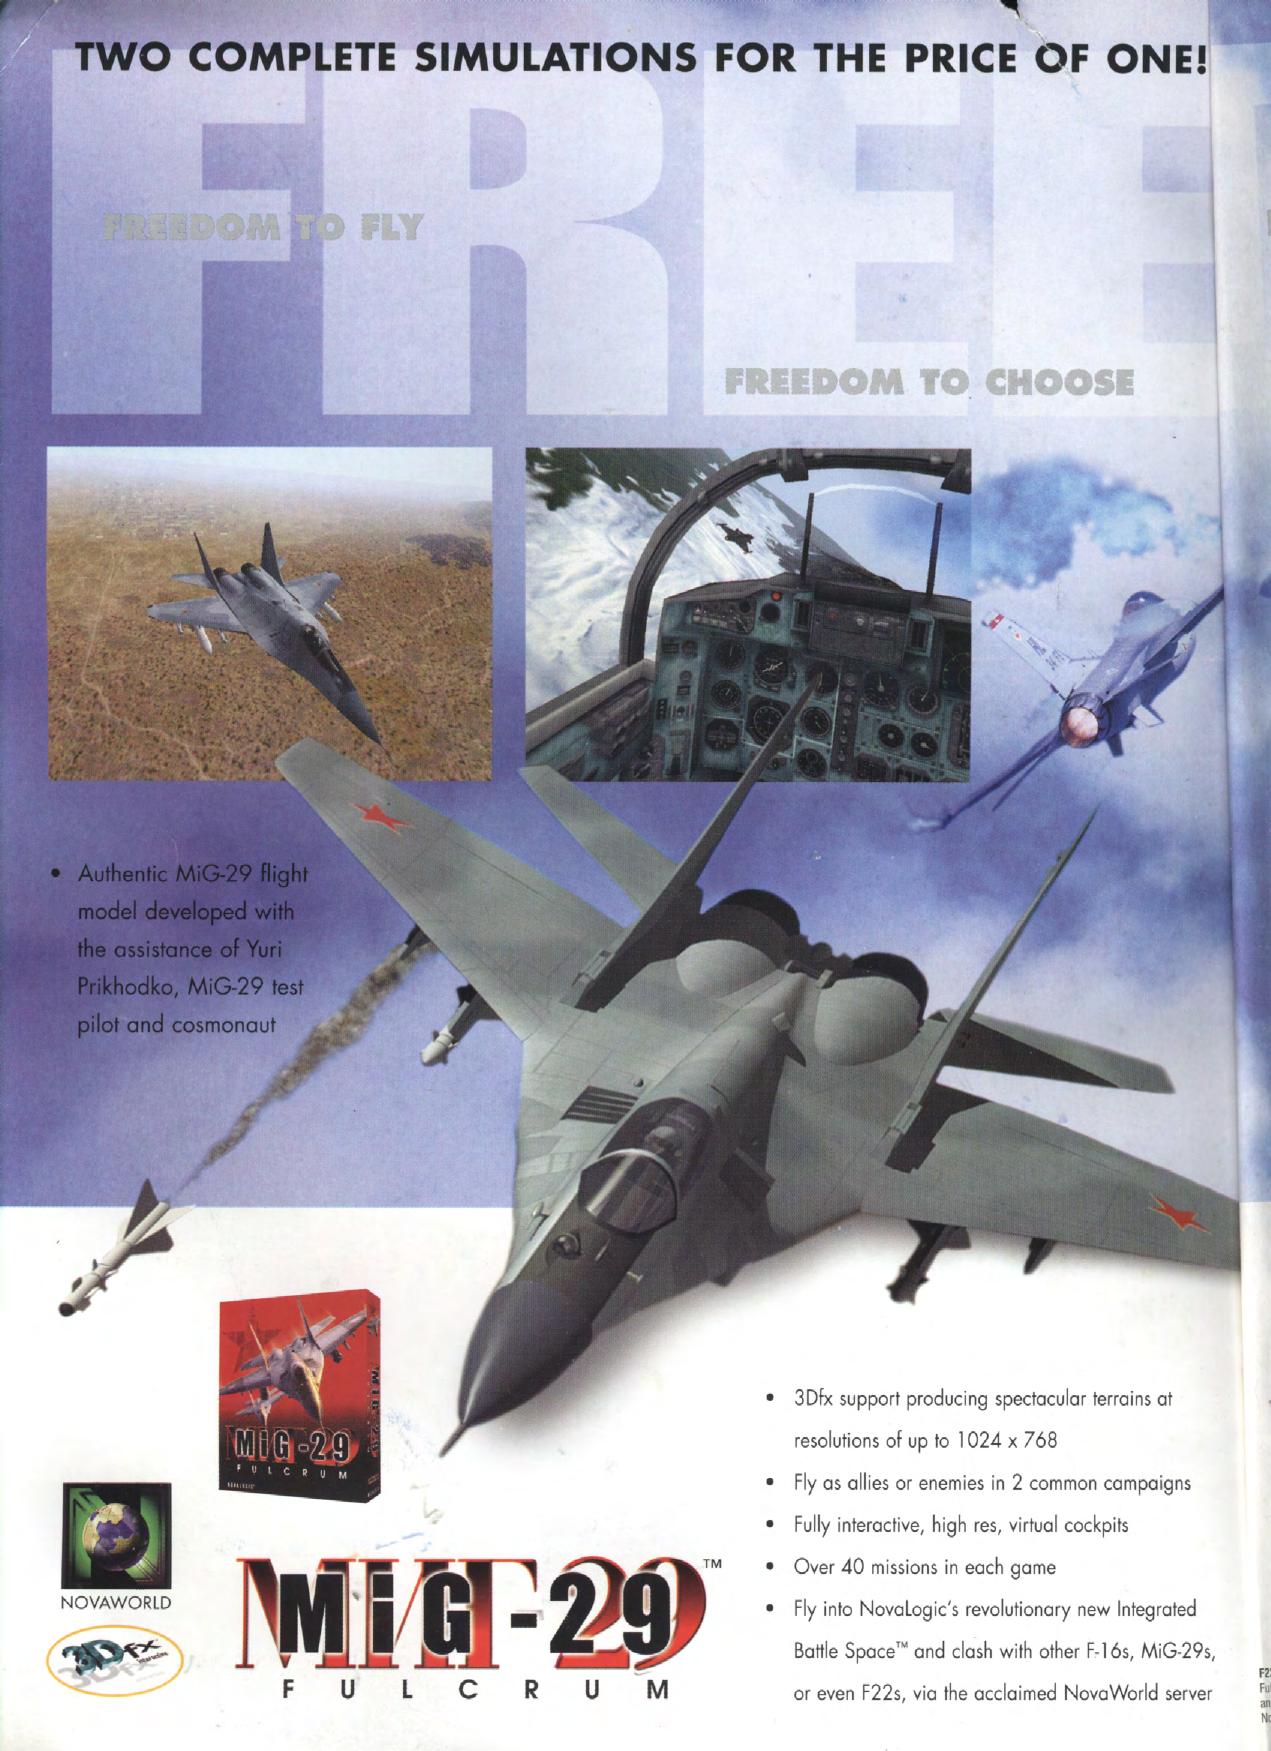 TWO COMPLETE SIMULATIONS FOR THE PRICE OF ONE!
FREE
FREEDOM TO FLY
FREEDOM TO CHOOSE
• Authentic MiG-29 flight
model developed with
the assistance of Yuri
Prikhodko, MiG-29 test
pilot and cosmonaut
MiG-29
FULCRUM
NOVALOGIC
MiG-29
NOVAWORLD
3Dfx
interactive
MiG-29™
FULCRUM
• 3Dfx support producing spectacular terrains at
resolutions of up to 1024 x 768
• Fly as allies or enemies in 2 common campaigns
• Fully interactive, high res, virtual cockpits
• Over 40 missions in each game
• Fly into NovaLogic's revolutionary new Integrated
Battle Space™ and clash with other F-16s, MiG-29s,
or even F22s, via the acclaimed NovaWorld server